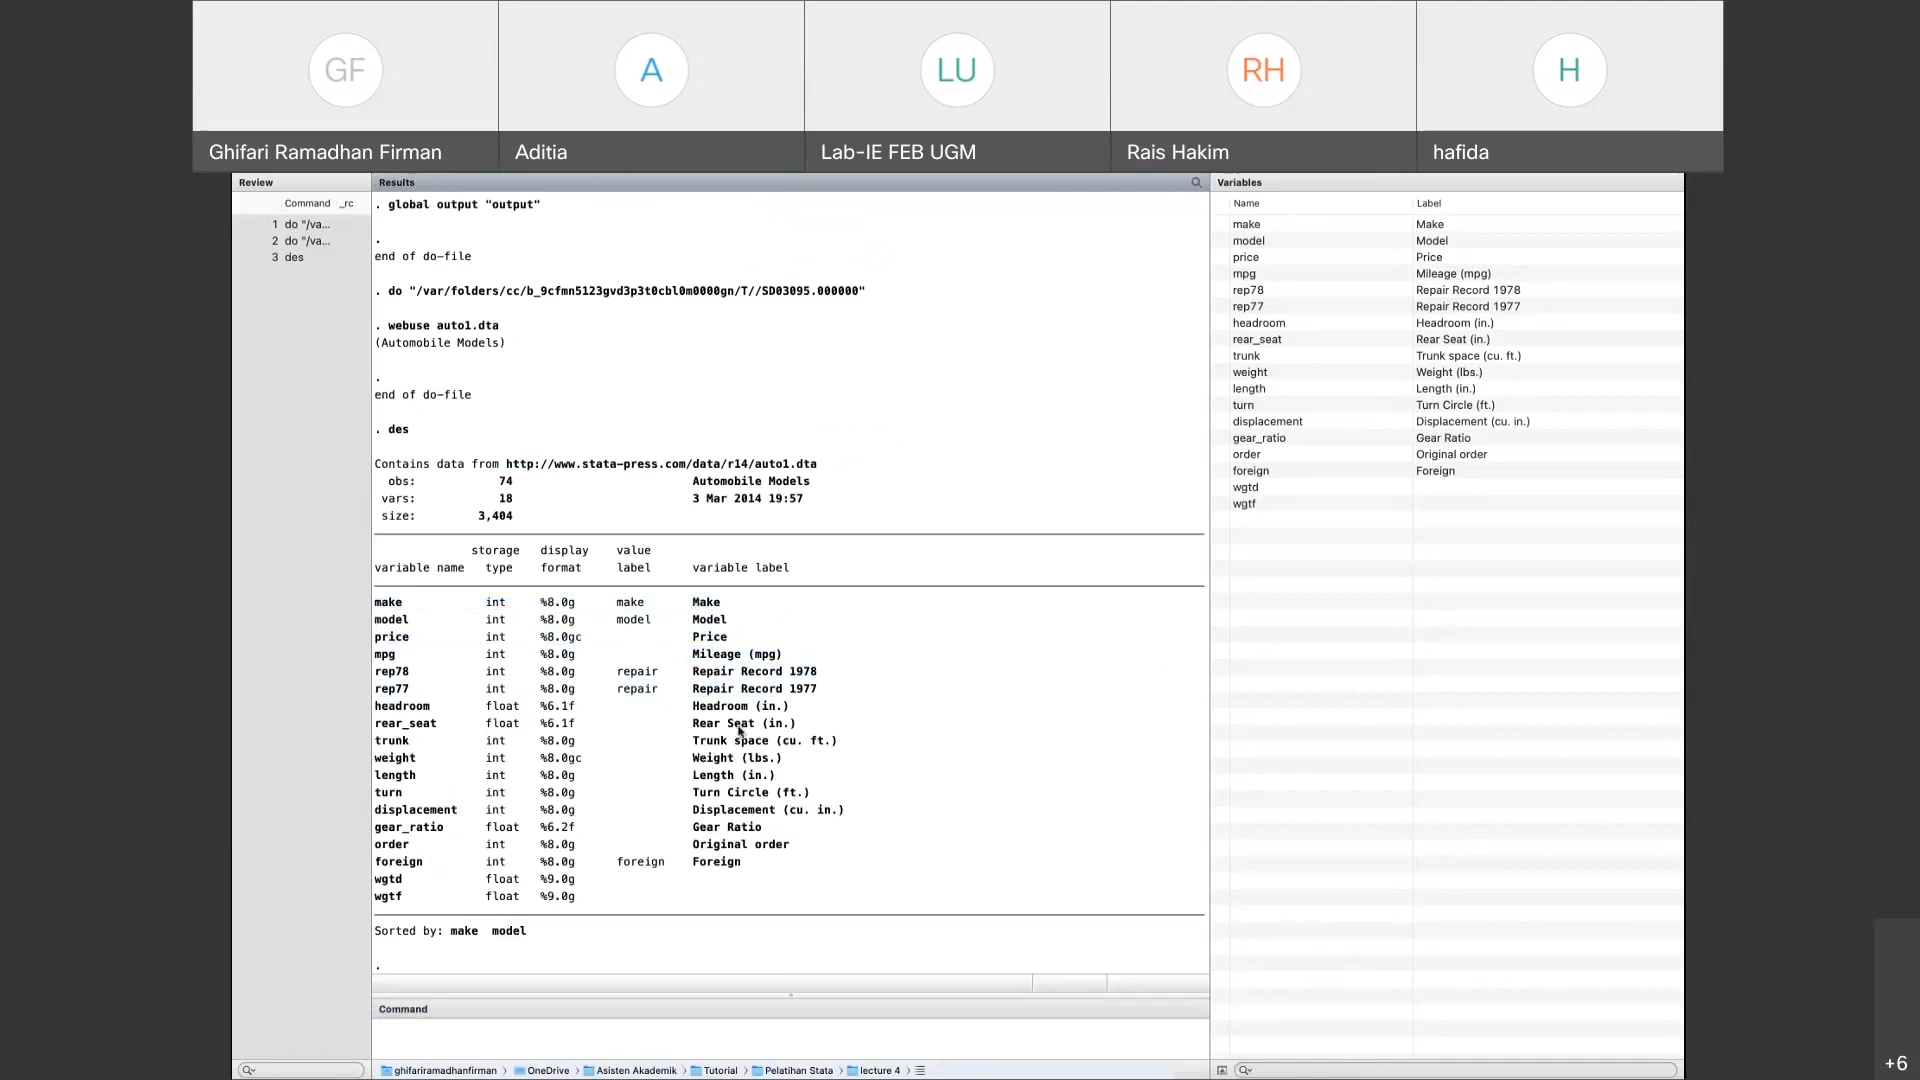 GF
A
LU
RH
H
Ghifari Ramadhan Firman
Aditia
Lab-IE FEB UGM
Rais Hakim
hafida
Review
Command _rc
1 do "/va...
2 do "/va...
3 des
Results
. global output "output"
.
end of do-file
. do "/var/folders/cc/b_9cfmn5123gvd3p3t0cbl0m0000gn/T//SD03095.000000"
. webuse auto1.dta
(Automobile Models)
.
end of do-file
. des
Contains data from http://www.stata-press.com/data/r14/auto1.dta
obs: 74 Automobile Models
vars: 18 3 Mar 2014 19:57
size: 3,404
storage display value
variable name type format label variable label
make int %8.0g make Make
model int %8.0g model Model
price int %8.0gc Price
mpg int %8.0g Mileage (mpg)
rep78 int %8.0g repair Repair Record 1978
rep77 int %8.0g repair Repair Record 1977
headroom float %6.1f Headroom (in.)
rear_seat float %6.1f Rear Seat (in.)
trunk int %8.0g Trunk space (cu. ft.)
weight int %8.0gc Weight (lbs.)
length int %8.0g Length (in.)
turn int %8.0g Turn Circle (ft.)
displacement int %8.0g Displacement (cu. in.)
gear_ratio float %6.2f Gear Ratio
order int %8.0g Original order
foreign int %8.0g foreign Foreign
wgtd float %9.0g
wgtf float %9.0g
Sorted by: make model
.
Command
ghifariramadhanfirman > OneDrive > Asisten Akademik > Tutorial > Pelatihan Stata > lecture 4 >
Variables
Name Label
make Make
model Model
price Price
mpg Mileage (mpg)
rep78 Repair Record 1978
rep77 Repair Record 1977
headroom Headroom (in.)
rear_seat Rear Seat (in.)
trunk Trunk space (cu. ft.)
weight Weight (lbs.)
length Length (in.)
turn Turn Circle (ft.)
displacement Displacement (cu. in.)
gear_ratio Gear Ratio
order Original order
foreign Foreign
wgtd
wgtf
+6